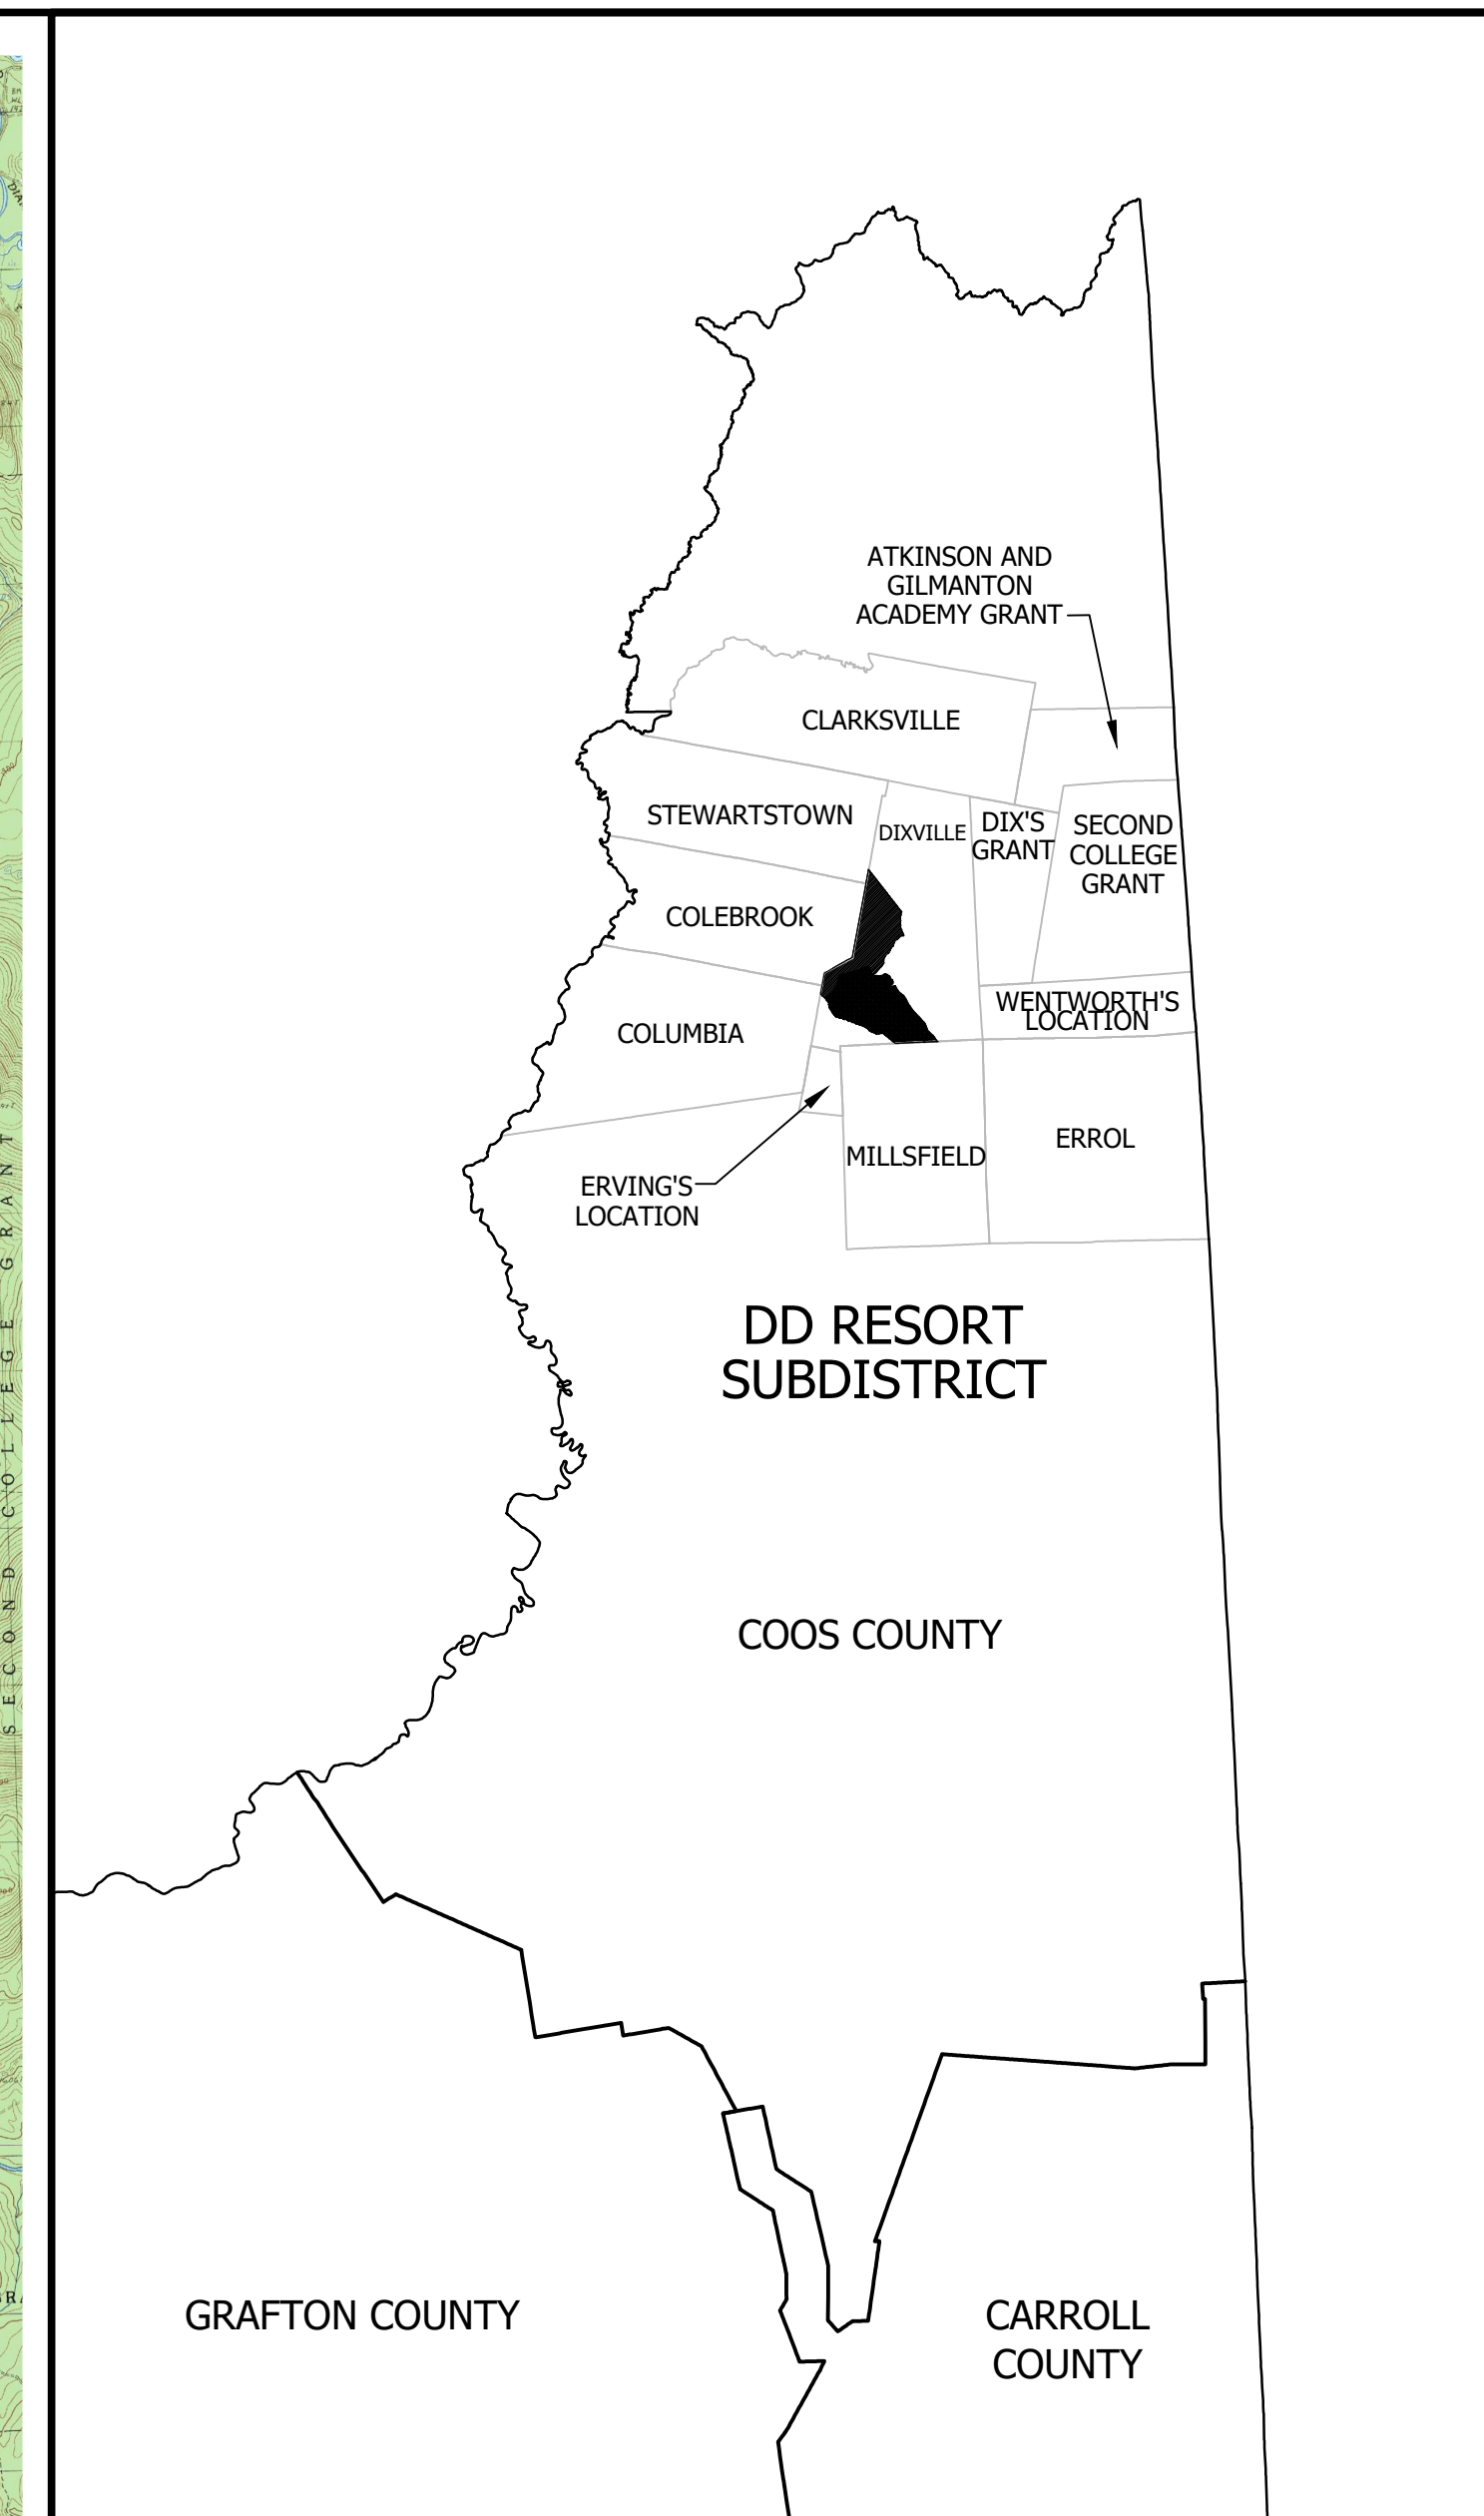 ATKINSON AND
GILMANTON
ACADEMY GRANT
CLARKSVILLE
STEWARTSTOWN
DIXVILLE
DIX'S
GRANT
SECOND
COLLEGE
GRANT
COLEBROOK
WENTWORTH'S
LOCATION
COLUMBIA
ERROL
MILLSFIELD
ERVING'S
LOCATION
DD RESORT
SUBDISTRICT
COOS COUNTY
GRAFTON COUNTY
CARROLL
COUNTY
SECOND COLLEGE GRANT